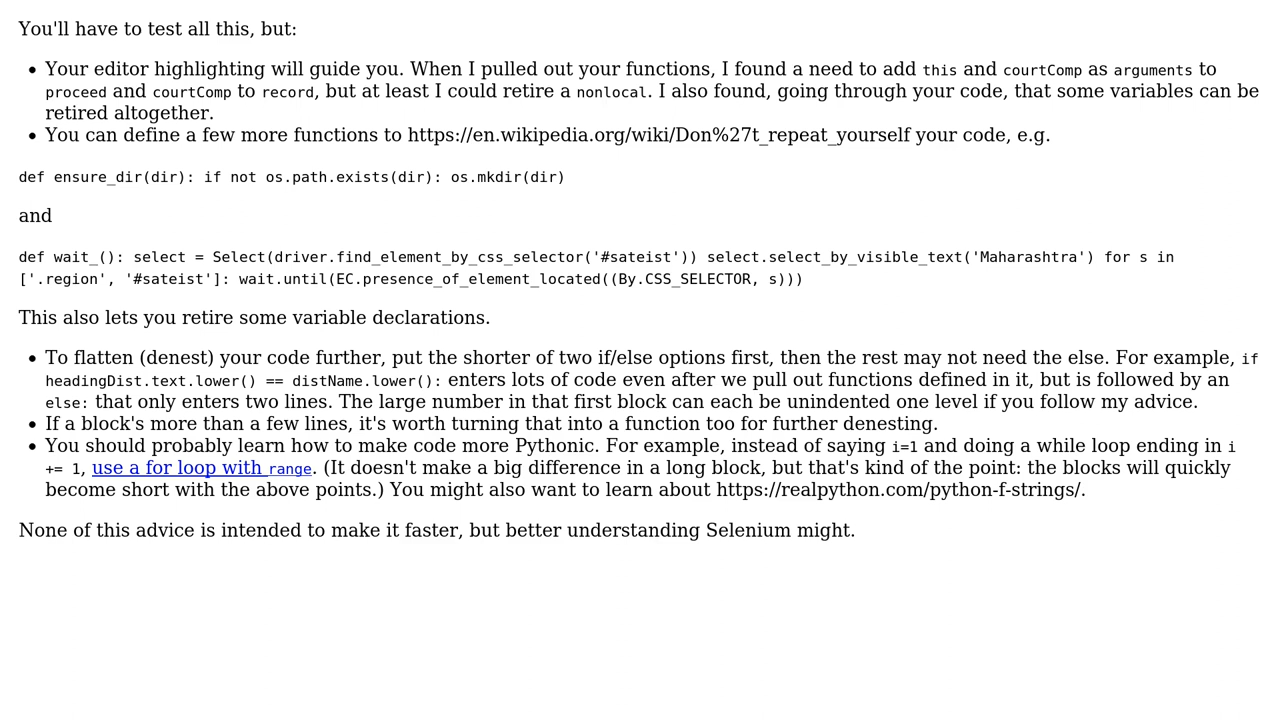 You'll have to test all this, but:
Your editor highlighting will guide you. When I pulled out your functions, I found a need to add this and courtComp as arguments to
proceed and courtComp to record, but at least I could retire a nonlocal. I also found, going through your code, that some variables can be
retired altogether.
You can define a few more functions to https://en.wikipedia.org/wiki/Don%27t_repeat_yourself your code, e.g.
def ensure_dir(dir): if not os.path.exists(dir): os.mkdir(dir)
and
def wait_(): select = Select(driver.find_element_by_css_selector('#sateist')) select.select_by_visible_text('Maharashtra') for s in
['.region', '#sateist']: wait.until(EC.presence_of_element_located((By.CSS_SELECTOR, s)))
This also lets you retire some variable declarations.
To flatten (denest) your code further, put the shorter of two if/else options first, then the rest may not need the else. For example, if
headingDist.text.lower() == distName.lower(): enters lots of code even after we pull out functions defined in it, but is followed by an
else: that only enters two lines. The large number in that first block can each be unindented one level if you follow my advice.
If a block's more than a few lines, it's worth turning that into a function too for further denesting.
You should probably learn how to make code more Pythonic. For example, instead of saying i=1 and doing a while loop ending in i
+= 1, use a for loop with range. (It doesn't make a big difference in a long block, but that's kind of the point: the blocks will quickly
become short with the above points.) You might also want to learn about https://realpython.com/python-f-strings/.
None of this advice is intended to make it faster, but better understanding Selenium might.